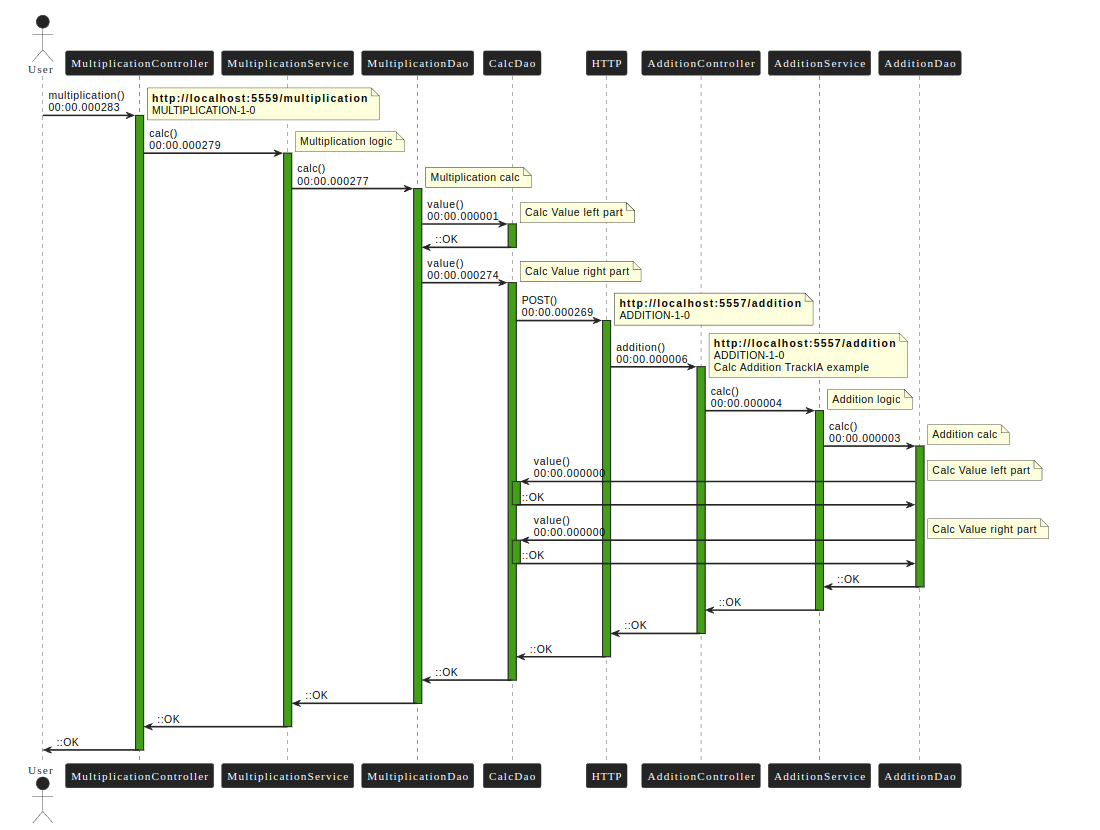 User
MultiplicationController
MultiplicationService
MultiplicationDao
CalcDao
HTTP
AdditionController
AdditionService
AdditionDao
multiplication()
00:00.000283
http://localhost:5559/multiplication
MULTIPLICATION-1-0
calc()
00:00.000279
Multiplication logic
calc()
00:00.000277
Multiplication calc
value()
00:00.000001
Calc Value left part
::OK
value()
00:00.000274
Calc Value right part
POST()
00:00.000269
http://localhost:5557/addition
ADDITION-1-0
addition()
00:00.000006
http://localhost:5557/addition
ADDITION-1-0
Calc Addition TrackIA example
calc()
00:00.000004
Addition logic
calc()
00:00.000003
Addition calc
value()
00:00.000000
Calc Value left part
::OK
value()
00:00.000000
Calc Value right part
::OK
::OK
::OK
::OK
::OK
::OK
::OK
::OK
::OK
User
MultiplicationController
MultiplicationService
MultiplicationDao
CalcDao
HTTP
AdditionController
AdditionService
AdditionDao